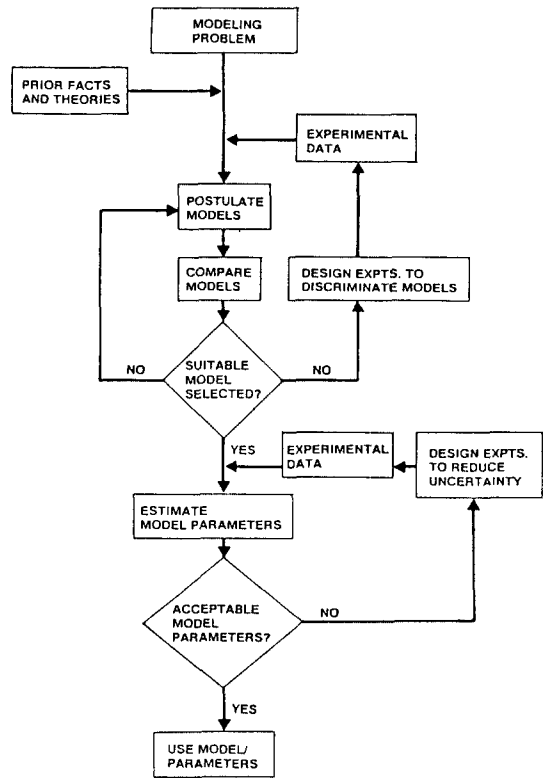 MODELING
PROBLEM
PRIOR FACTS
AND THEORIES
EXPERIMENTAL
DATA
POSTULATE
MODELS
COMPARE
MODELS
DESIGN EXPTS. TO
DISCRIMINATE MODELS
NO
SUITABLE
MODEL
SELECTED?
NO
YES
EXPERIMENTAL
DATA
DESIGN EXPTS.
TO REDUCE
UNCERTAINTY
ESTIMATE
MODEL PARAMETERS
ACCEPTABLE
MODEL
PARAMETERS?
NO
YES
USE MODEL/
PARAMETERS